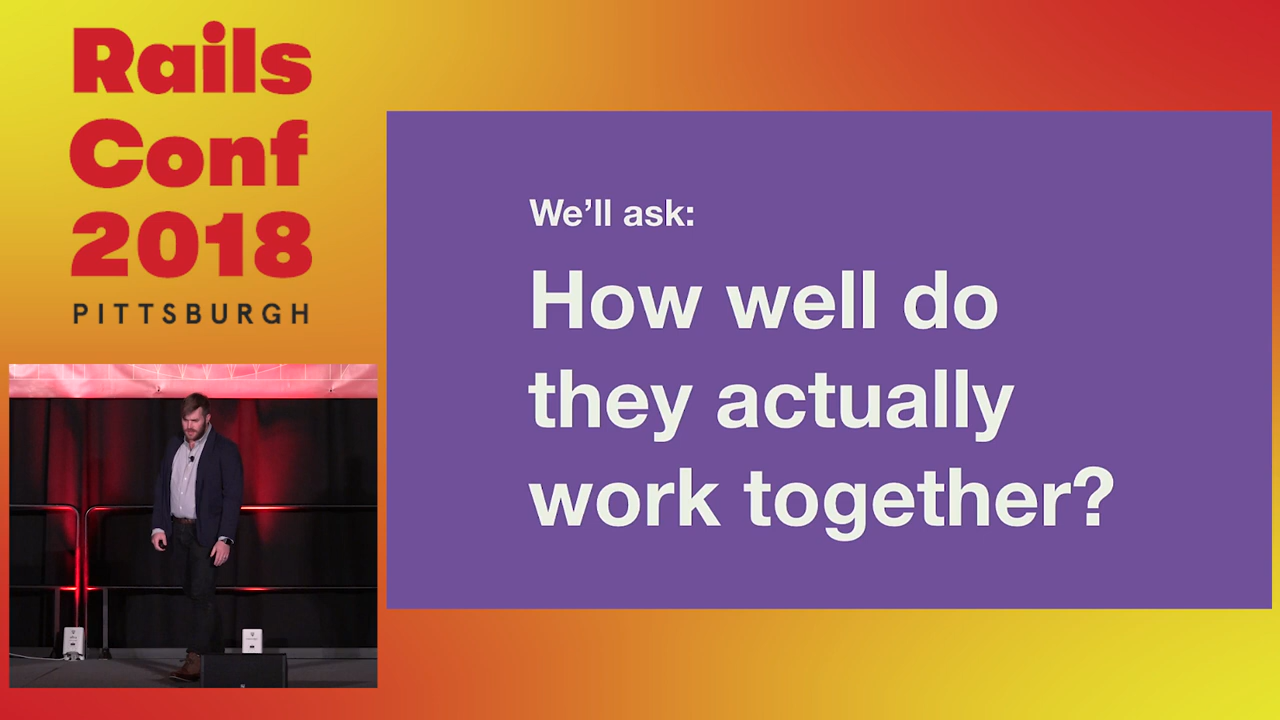 Rails
Conf
2018
PITTSBURGH
We'll ask:
How well do
they actually
work together?